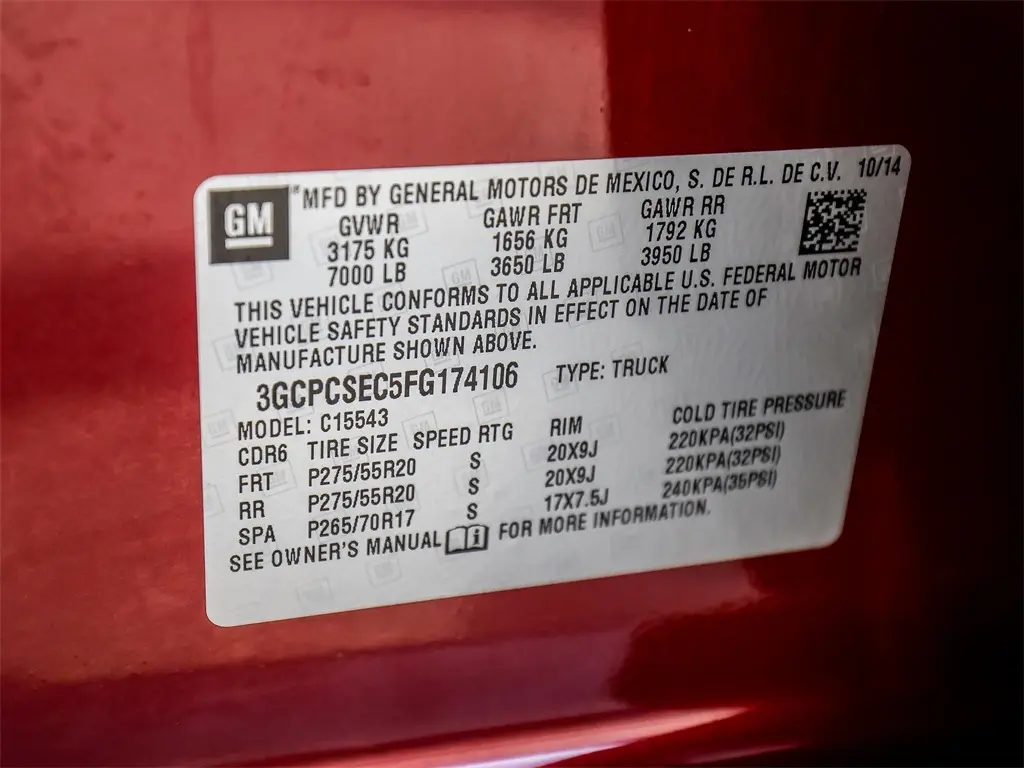 GM
"MFD BY GENERAL MOTORS DE MEXICO, S. DE R.L. DE C.V. 10/14
GVWR GAWR FRT GAWR RR
3175 KG 1656 KG 1792 KG
7000 LB 3650 LB 3950 LB
THIS VEHICLE CONFORMS TO ALL APPLICABLE U.S. FEDERAL MOTOR
VEHICLE SAFETY STANDARDS IN EFFECT ON THE DATE OF
MANUFACTURE SHOWN ABOVE.
3GCPCSEC5FG174106 TYPE: TRUCK
MODEL: C15543
CDR6 TIRE SIZE SPEED RTG RIM COLD TIRE PRESSURE
FRT P275/55R20 S 20X9J 220KPA(32PSI)
RR P275/55R20 S 20X9J 220KPA(32PSI)
SPA P265/70R17 S 17X7.5J 240KPA(35PSI)
SEE OWNER'S MANUAL FOR MORE INFORMATION.